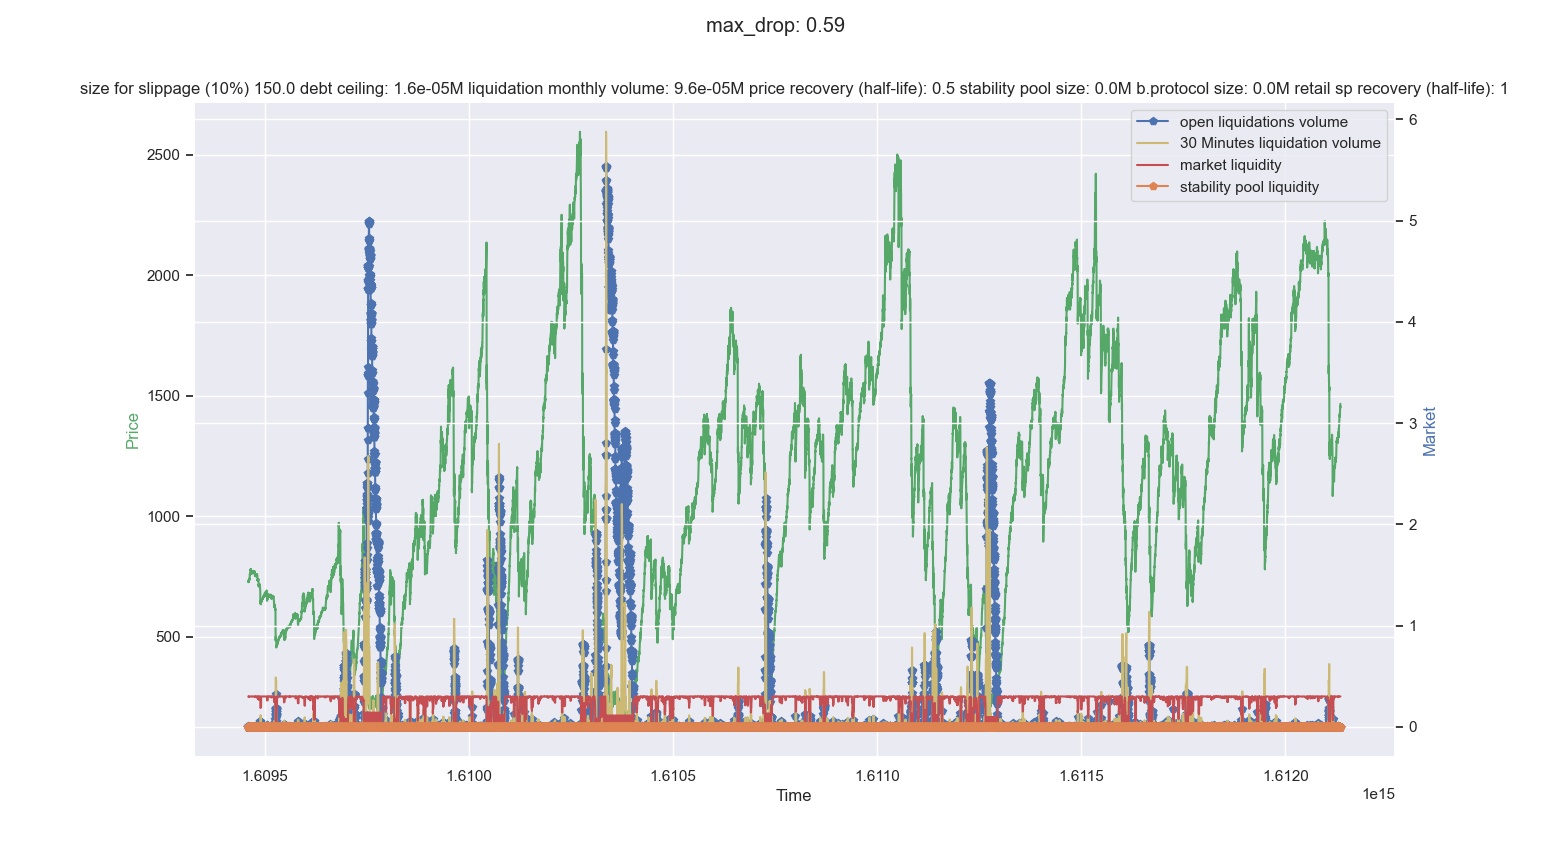 max_drop: 0.59
size for slippage (10%) 150.0 debt ceiling: 1.6e-05M liquidation monthly volume: 9.6e-05M price recovery (half-life): 0.5 stability pool size: 0.0M b.protocol size: 0.0M retail sp recovery (half-life): 1
open liquidations volume
30 Minutes liquidation volume
market liquidity
stability pool liquidity
2500
2000
1500
1000
500
Price
6
5
4
3
2
1
0
Market
1.6095
1.6100
1.6105
1.6110
1.6115
1.6120
Time
1e15